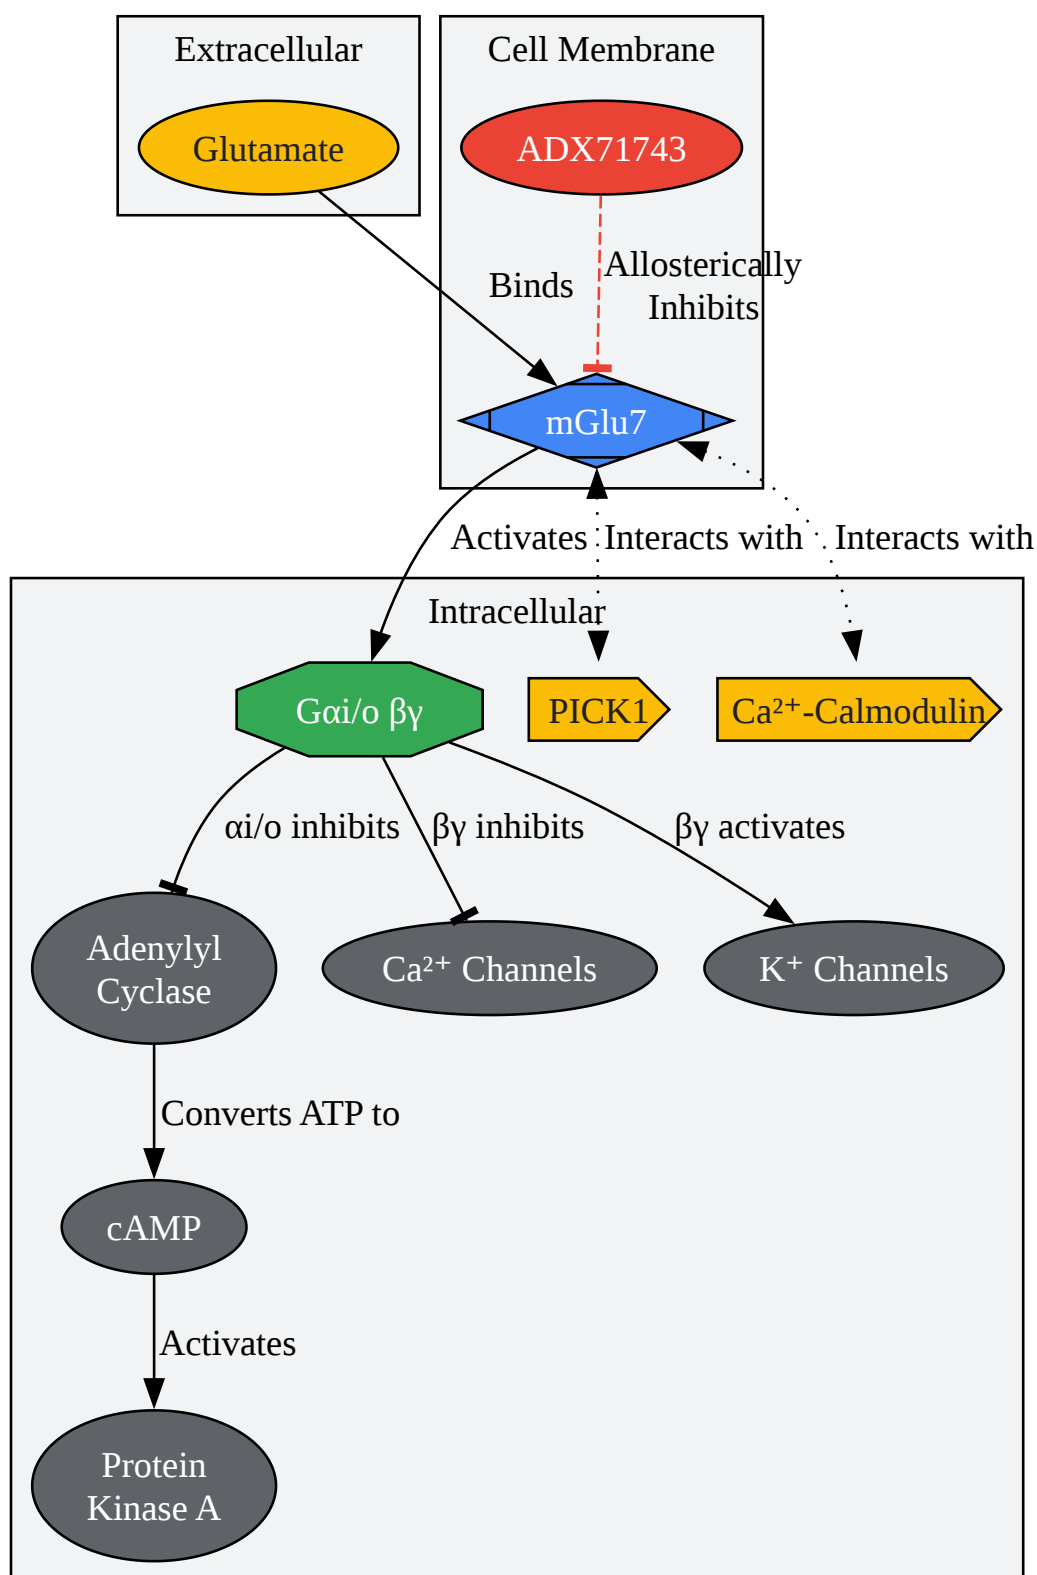 Extracellular
Cell Membrane
Glutamate
ADX71743
Binds
Allosterically
Inhibits
mGlu7
Activates
Interacts with
Interacts with
Intracellular
Gαi/o βγ
PICK1
Ca²⁺-Calmodulin
αi/o inhibits
βγ inhibits
βγ activates
Adenylyl
Cyclase
Ca²⁺ Channels
K⁺ Channels
Converts ATP to
cAMP
Activates
Protein
Kinase A